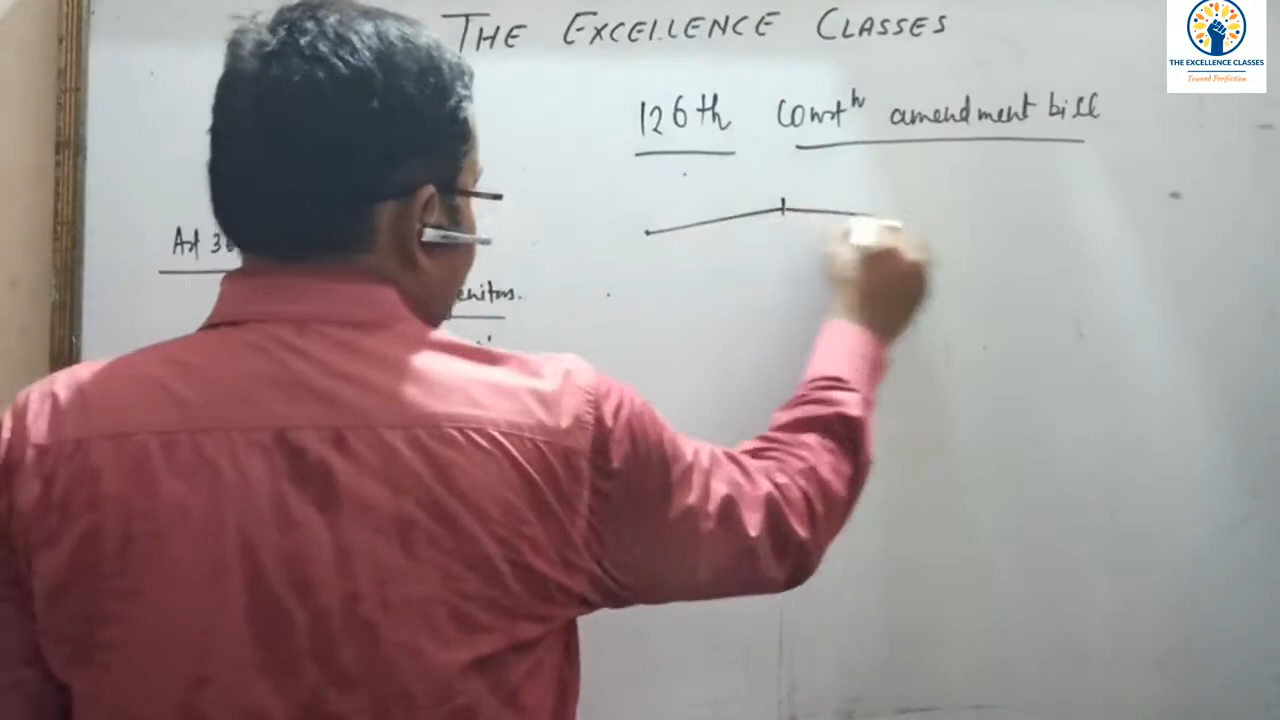 THE EXCELLENCE CLASSES
THE EXCELLENCE CLASSES
Toward Perfection
126th Constn amendment bill